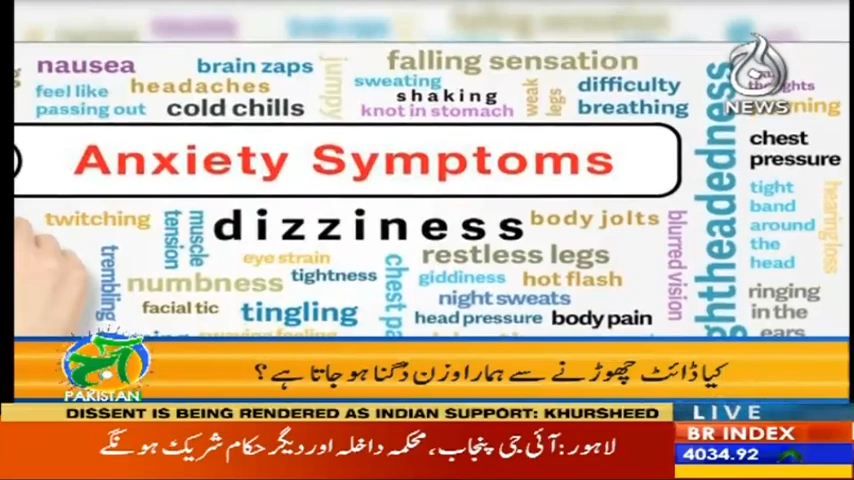 nausea
brain zaps
jumpy
falling sensation
feel like
passing out
headaches
cold chills
sweating
shaking
knot in stomach
weak
legs
difficulty
breathing
آج
NEWS
Anxiety Symptoms
chest
pressure
twitching
tension
muscle
dizziness
body jolts
blurred vision
tight
band
around
the
head
hearing loss
trembling
eye strain
numbness
tightness
restless legs
giddiness
hot flash
night sweats
facial tic
tingling
head pressure
body pain
ringing
in the
ears
آج
PAKISTAN
کیا ڈائٹ چھوڑنے سے ہمارا وزن دُگنا ہو جاتا ہے؟
DISSENT IS BEING RENDERED AS INDIAN SUPPORT: KHURSHEED
LIVE
BR INDEX
4034.92
لاہور: آئی جی پنجاب، محکمہ داخلہ اور دیگر حکام شریک ہونگے